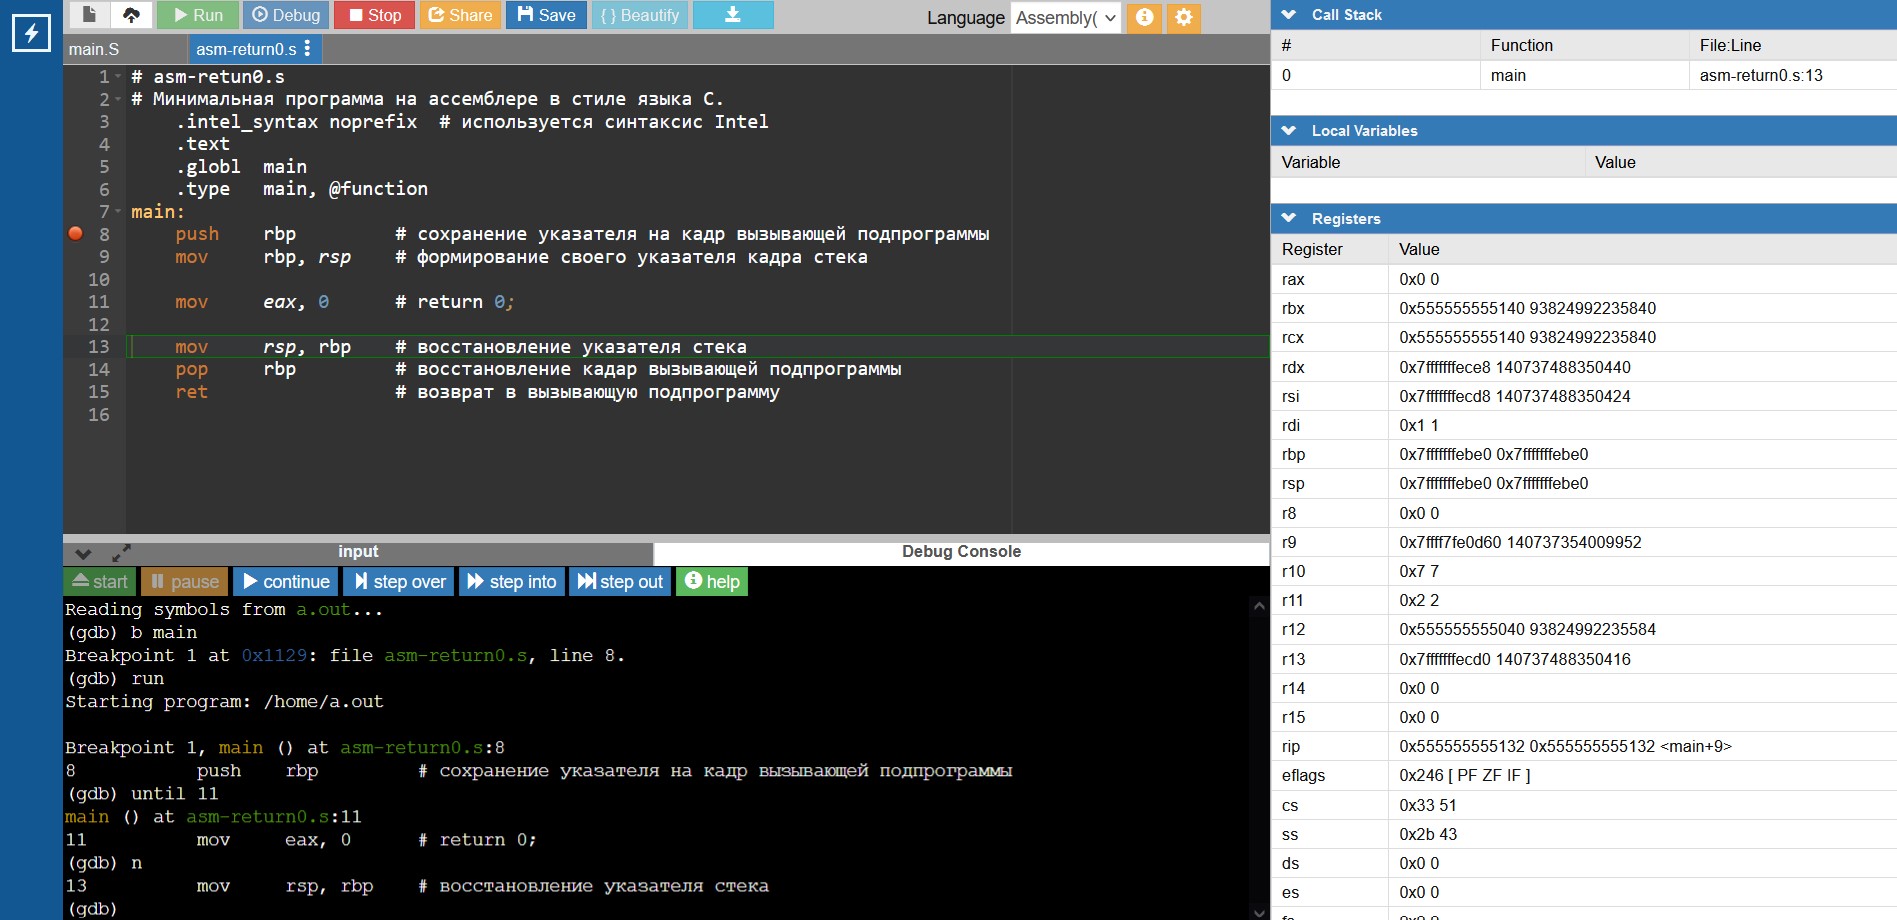 Run Debug Stop Share Save { } Beautify Language Assembly(
main.S asm-return0.s
1 # asm-retun0.s
2 # Минимальная программа на ассемблере в стиле языка C.
3 .intel_syntax noprefix # используется синтаксис Intel
4 .text
5 .globl main
6 .type main, @function
7 main:
8 push rbp # сохранение указателя на кадр вызывающей подпрограммы
9 mov rbp, rsp # формирование своего указателя кадра стека
10
11 mov eax, 0 # return 0;
12
13 mov rsp, rbp # восстановление указателя стека
14 pop rbp # восстановление кадар вызывающей подпрограммы
15 ret # возврат в вызывающую подпрограмму
16
input Debug Console
start pause continue step over step into step out help
Reading symbols from a.out...
(gdb) b main
Breakpoint 1 at 0x1129: file asm-return0.s, line 8.
(gdb) run
Starting program: /home/a.out
Breakpoint 1, main () at asm-return0.s:8
8 push rbp # сохранение указателя на кадр вызывающей подпрограммы
(gdb) until 11
main () at asm-return0.s:11
11 mov eax, 0 # return 0;
(gdb) n
13 mov rsp, rbp # восстановление указателя стека
(gdb)
Call Stack
# Function File:Line
0 main asm-return0.s:13
Local Variables
Variable Value
Registers
Register Value
rax 0x0 0
rbx 0x555555555140 93824992235840
rcx 0x555555555140 93824992235840
rdx 0x7fffffffece8 140737488350440
rsi 0x7fffffffecd8 140737488350424
rdi 0x1 1
rbp 0x7fffffffebe0 0x7fffffffebe0
rsp 0x7fffffffebe0 0x7fffffffebe0
r8 0x0 0
r9 0x7ffff7fe0d60 140737354009952
r10 0x7 7
r11 0x2 2
r12 0x555555555040 93824992235584
r13 0x7fffffffecd0 140737488350416
r14 0x0 0
r15 0x0 0
rip 0x555555555132 0x555555555132 <main+9>
eflags 0x246 [ PF ZF IF ]
cs 0x33 51
ss 0x2b 43
ds 0x0 0
es 0x0 0